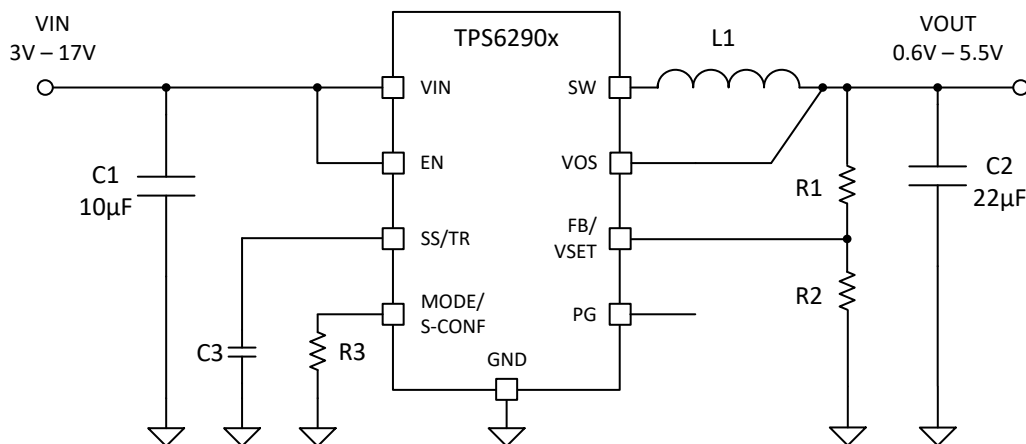 VIN
3V – 17V
TPS6290x
L1
VOUT
0.6V – 5.5V
VIN
SW
C1
10µF
EN
VOS
R1
C2
22µF
SS/TR
FB/
VSET
MODE/
S-CONF
PG
R2
C3
R3
GND